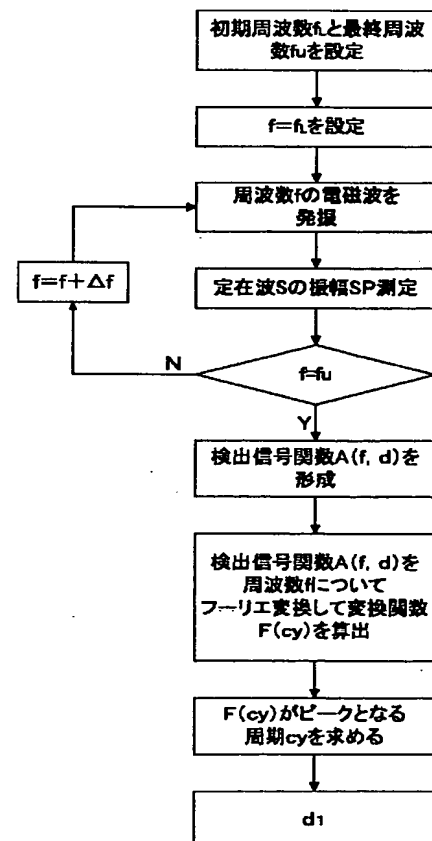 初期周波数fLと最終周波
数fuを設定
f=fLを設定
周波数fの電磁波を
発振
f=f+Δf
定在波Sの振幅SP測定
N
f=fu
Y
検出信号関数A(f, d)を
形成
検出信号関数A(f, d)を
周波数fについて
フーリエ変換して変換関数
F(cy)を算出
F(cy)がピークとなる
周期cyを求める
d1